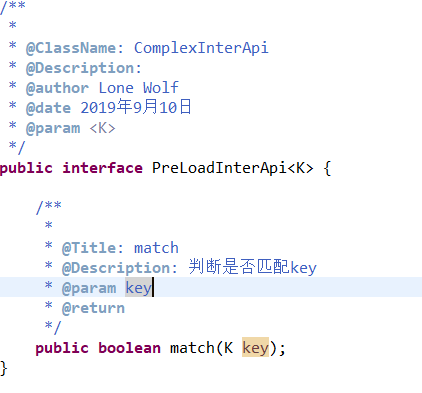 /**
 *
 * @ClassName: ComplexInterApi
 * @Description:
 * @author Lone Wolf
 * @date 2019年9月10日
 * @param <K>
 */
public interface PreLoadInterApi<K> {
    /**
     *
     * @Title: match
     * @Description: 判断是否匹配key
     * @param key
     * @return
     */
    public boolean match(K key);
}